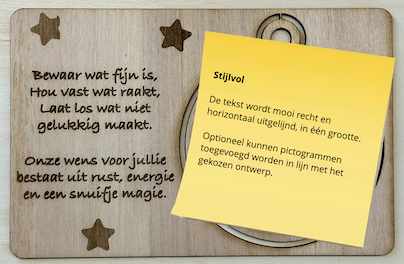 Bewaar wat fijn is,
Hou vast wat raakt,
Laat los wat niet
gelukkig maakt.
Onze wens voor jullie
bestaat uit rust, energie
en een snuifje magie.
Stijlvol
De tekst wordt mooi recht en
horizontaal uitgelijnd, in één grootte.
Optioneel kunnen pictogrammen
toegevoegd worden in lijn met het
gekozen ontwerp.